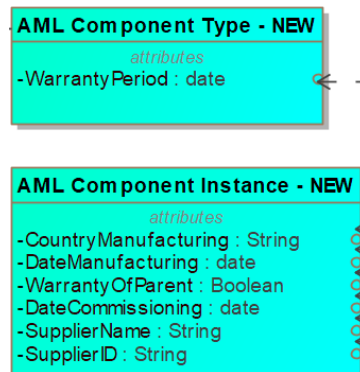 AML Component Type - NEW
attributes
-WarrantyPeriod : date
AML Component Instance - NEW
attributes
-CountryManufacturing : String
-DateManufacturing : date
-WarrantyOfParent : Boolean
-DateCommissioning : date
-SupplierName : String
-SupplierID : String